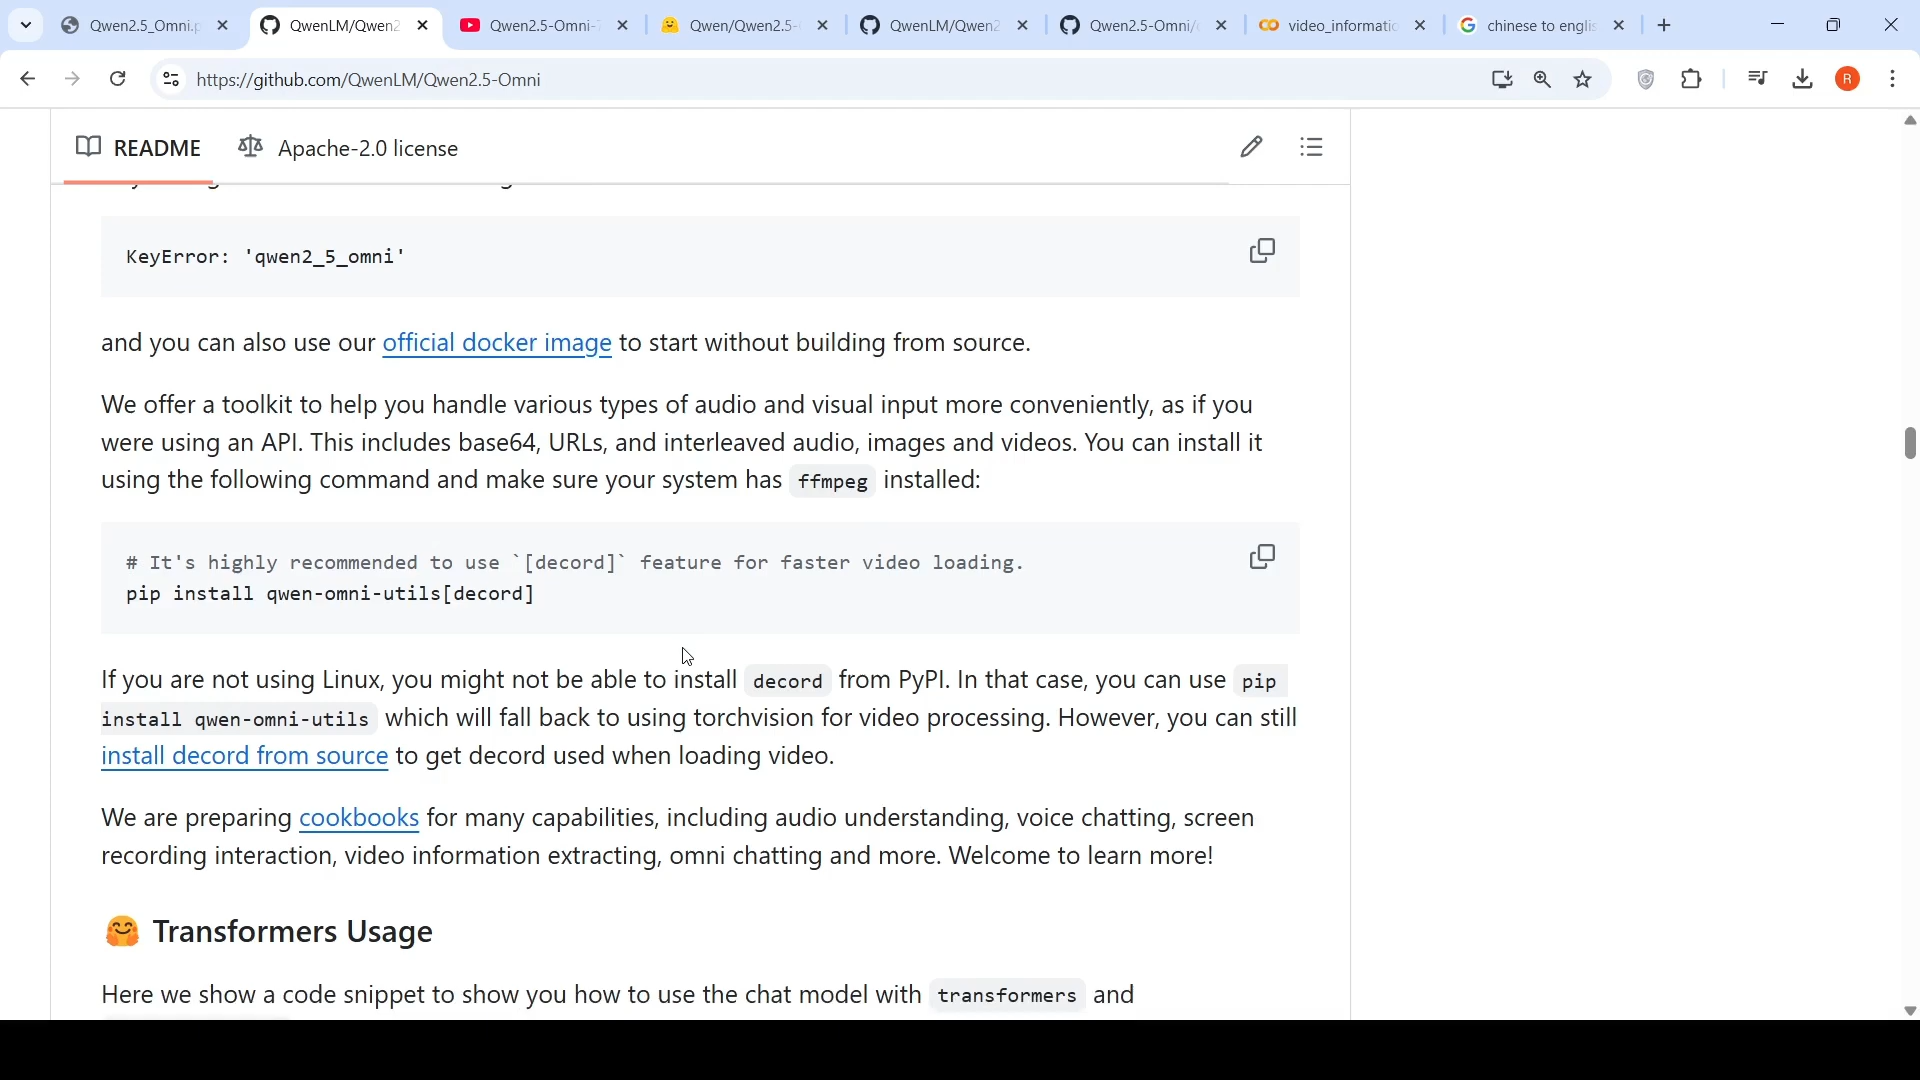 Qwen2.5_Omni.p
QwenLM/Qwen2
Qwen2.5-Omni-7
Qwen/Qwen2.5-
QwenLM/Qwen2
Qwen2.5-Omni/
video_informatio
chinese to englis
https://github.com/QwenLM/Qwen2.5-Omni
R
README
Apache-2.0 license
KeyError: 'qwen2_5_omni'
and you can also use our official docker image to start without building from source.
We offer a toolkit to help you handle various types of audio and visual input more conveniently, as if you
were using an API. This includes base64, URLs, and interleaved audio, images and videos. You can install it
using the following command and make sure your system has ffmpeg installed:
# It's highly recommended to use `[decord]` feature for faster video loading.
pip install qwen-omni-utils[decord]
If you are not using Linux, you might not be able to install decord from PyPI. In that case, you can use pip
install qwen-omni-utils which will fall back to using torchvision for video processing. However, you can still
install decord from source to get decord used when loading video.
We are preparing cookbooks for many capabilities, including audio understanding, voice chatting, screen
recording interaction, video information extracting, omni chatting and more. Welcome to learn more!
Transformers Usage
Here we show a code snippet to show you how to use the chat model with transformers and